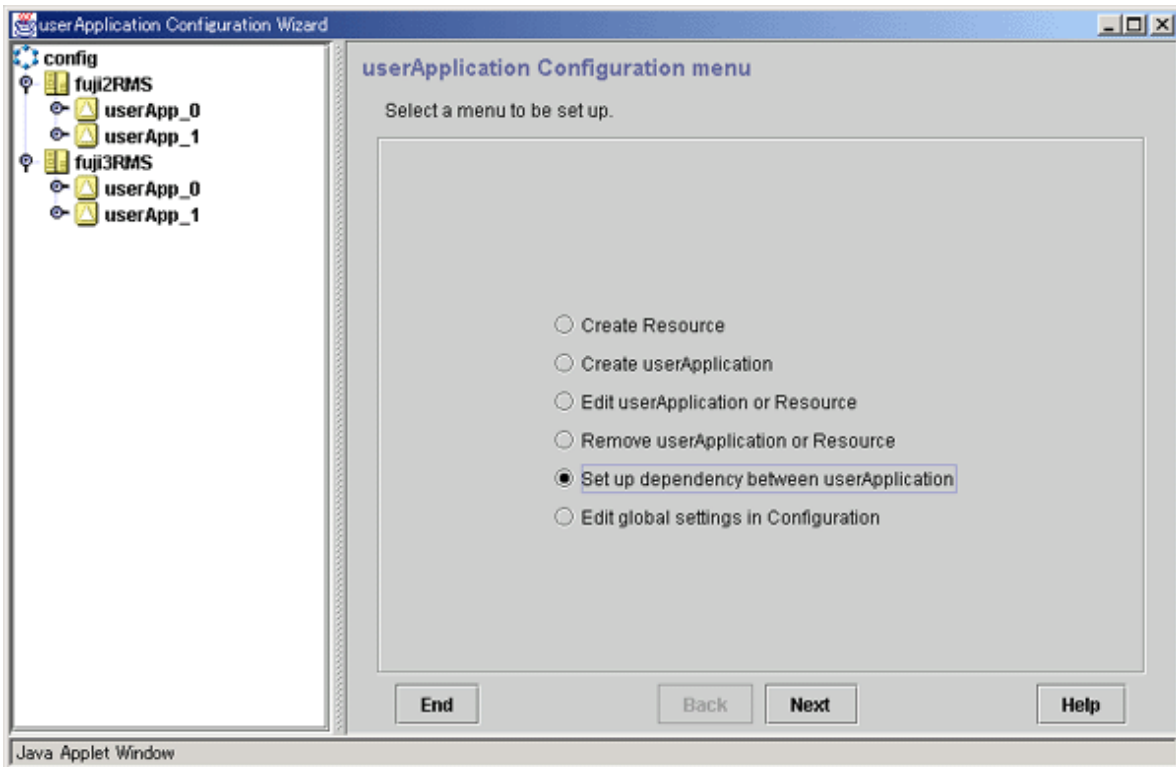 userApplication Configuration Wizard
config
fuji2RMS
userApp_0
userApp_1
fuji3RMS
userApp_0
userApp_1
userApplication Configuration menu
Select a menu to be set up.
Create Resource
Create userApplication
Edit userApplication or Resource
Remove userApplication or Resource
Set up dependency between userApplication
Edit global settings in Configuration
End
Back
Next
Help
Java Applet Window